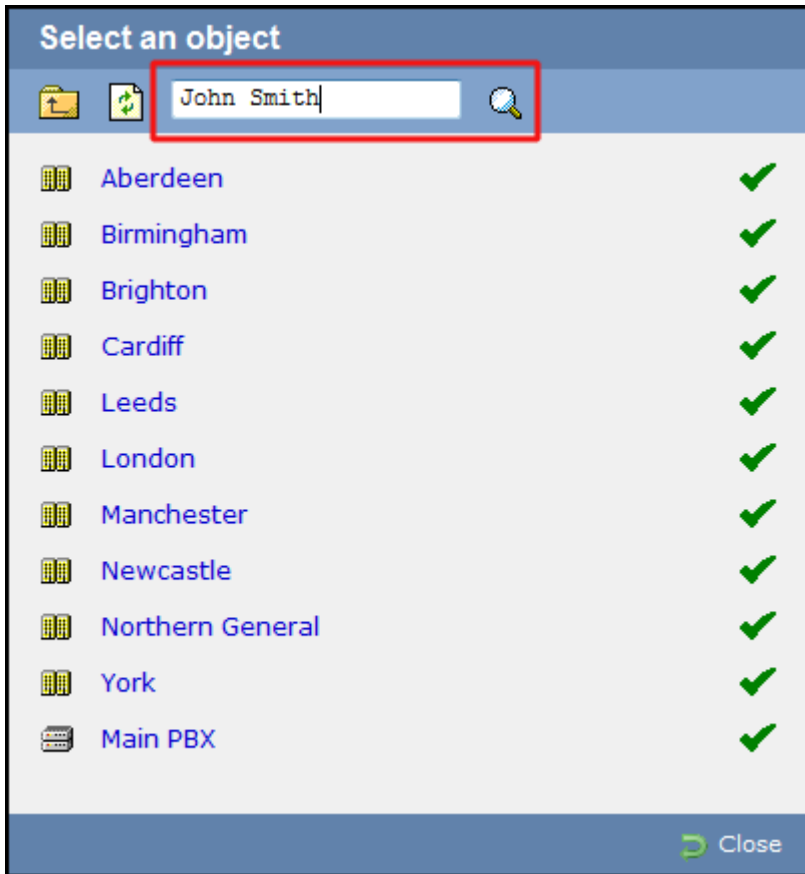 Select an object
John Smith
Aberdeen
Birmingham
Brighton
Cardiff
Leeds
London
Manchester
Newcastle
Northern General
York
Main PBX
Close